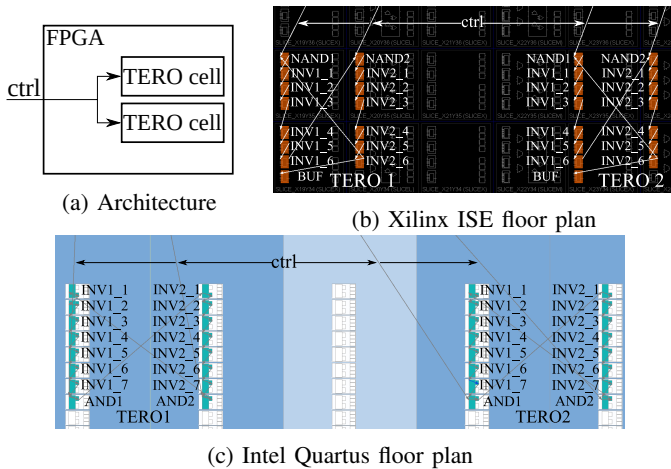 FPGA
ctrl
TERO cell
TERO cell
(a) Architecture
ctrl
NAND1 NAND2 NAND1 NAND2
INV1_1 INV2_1 INV1_1 INV2_1
INV1_2 INV2_2 INV1_2 INV2_2
INV1_3 INV2_3 INV1_3 INV2_3
INV1_4 INV2_4 INV1_4 INV2_4
INV1_5 INV2_5 INV1_5 INV2_5
INV1_6 INV2_6 INV1_6 INV2_6
BUF TERO 1 BUF TERO 2
(b) Xilinx ISE floor plan
ctrl
INV1_1 INV2_1 INV1_1 INV2_1
INV1_2 INV2_2 INV1_2 INV2_2
INV1_3 INV2_3 INV1_3 INV2_3
INV1_4 INV2_4 INV1_4 INV2_4
INV1_5 INV2_5 INV1_5 INV2_5
INV1_6 INV2_6 INV1_6 INV2_6
INV1_7 INV2_7 INV1_7 INV2_7
AND1 AND2 AND1 AND2
TERO1 TERO2
(c) Intel Quartus floor plan